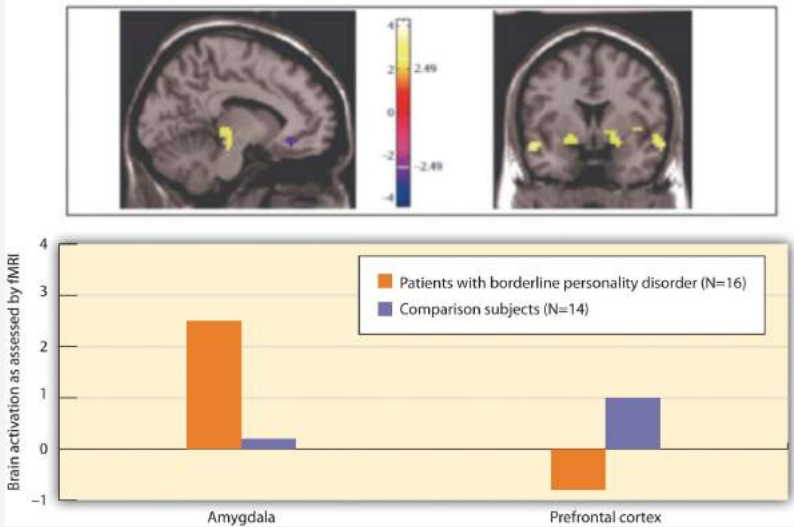 4
2
2.49
0
-2
-2.49
-4
Brain activation as assessed by fMRI
4
3
2
1
0
–1
Patients with borderline personality disorder (N=16)
Comparison subjects (N=14)
Amygdala
Prefrontal cortex